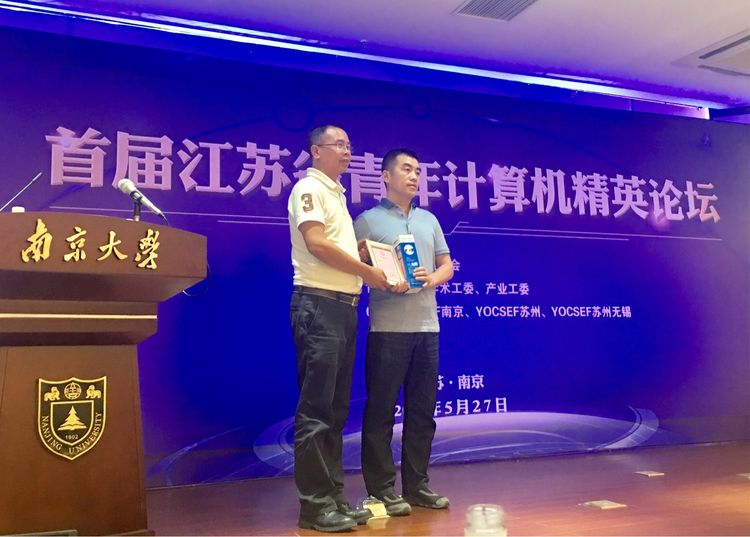 首届江苏省青年计算机精英论坛
会
术工委、产业工委
南京、YOCSEF苏州、YOCSEF苏州无锡
苏·南京
年5月27日
3
南京大学
NANJING UNIVERSITY
1902